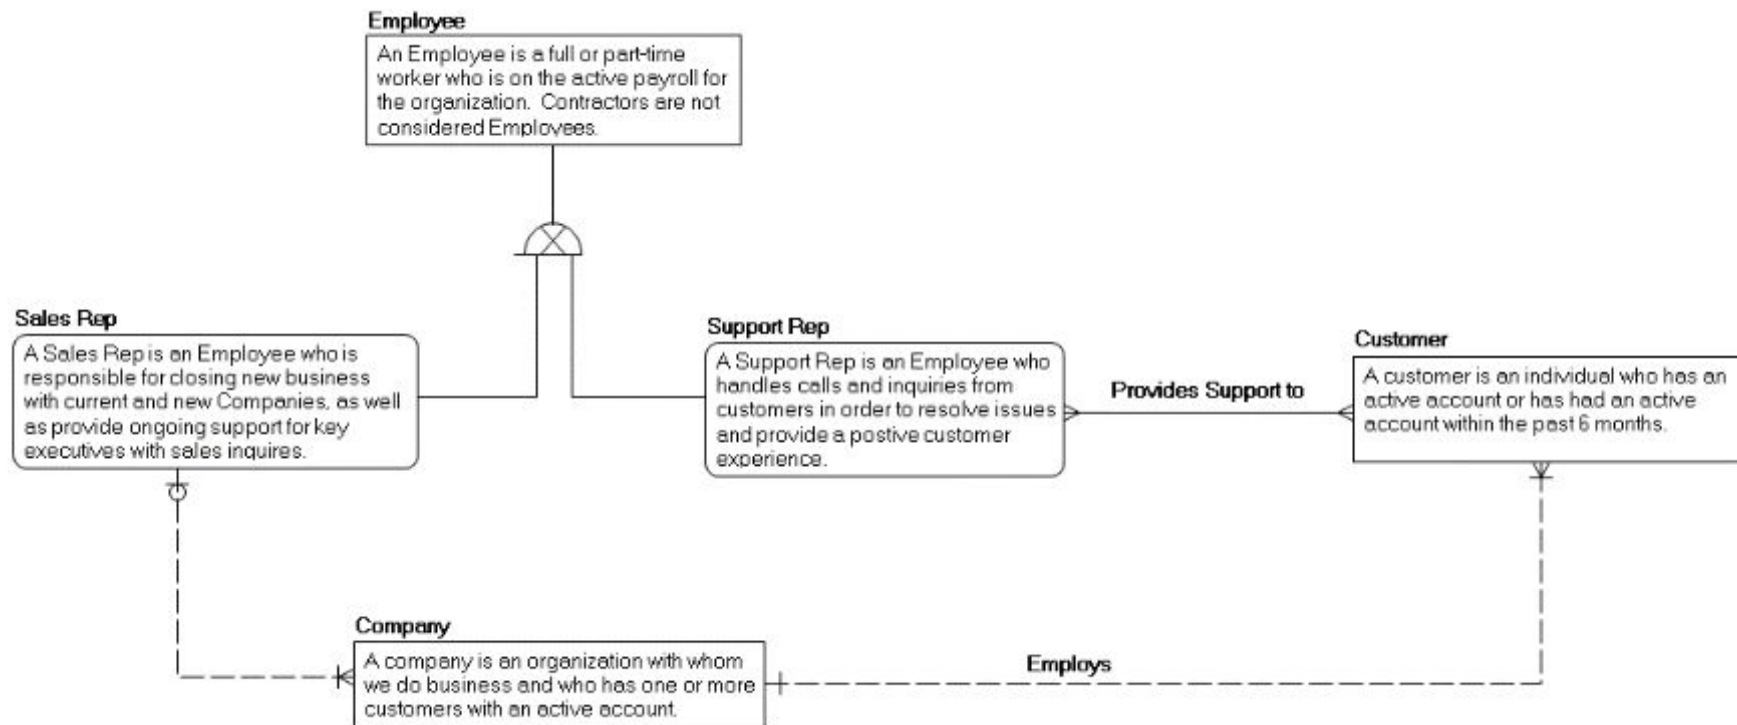 Employee
An Employee is a full or part-time
worker who is on the active payroll for
the organization. Contractors are not
considered Employees.
Sales Rep
A Sales Rep is an Employee who is
responsible for closing new business
with current and new Companies, as well
as provide ongoing support for key
executives with sales inquires.
Support Rep
A Support Rep is an Employee who
handles calls and inquiries from
customers in order to resolve issues
and provide a postive customer
experience.
Provides Support to
Customer
A customer is an individual who has an
active account or has had an active
account within the past 6 months.
Company
A company is an organization with whom
we do business and who has one or more
customers with an active account.
Employs